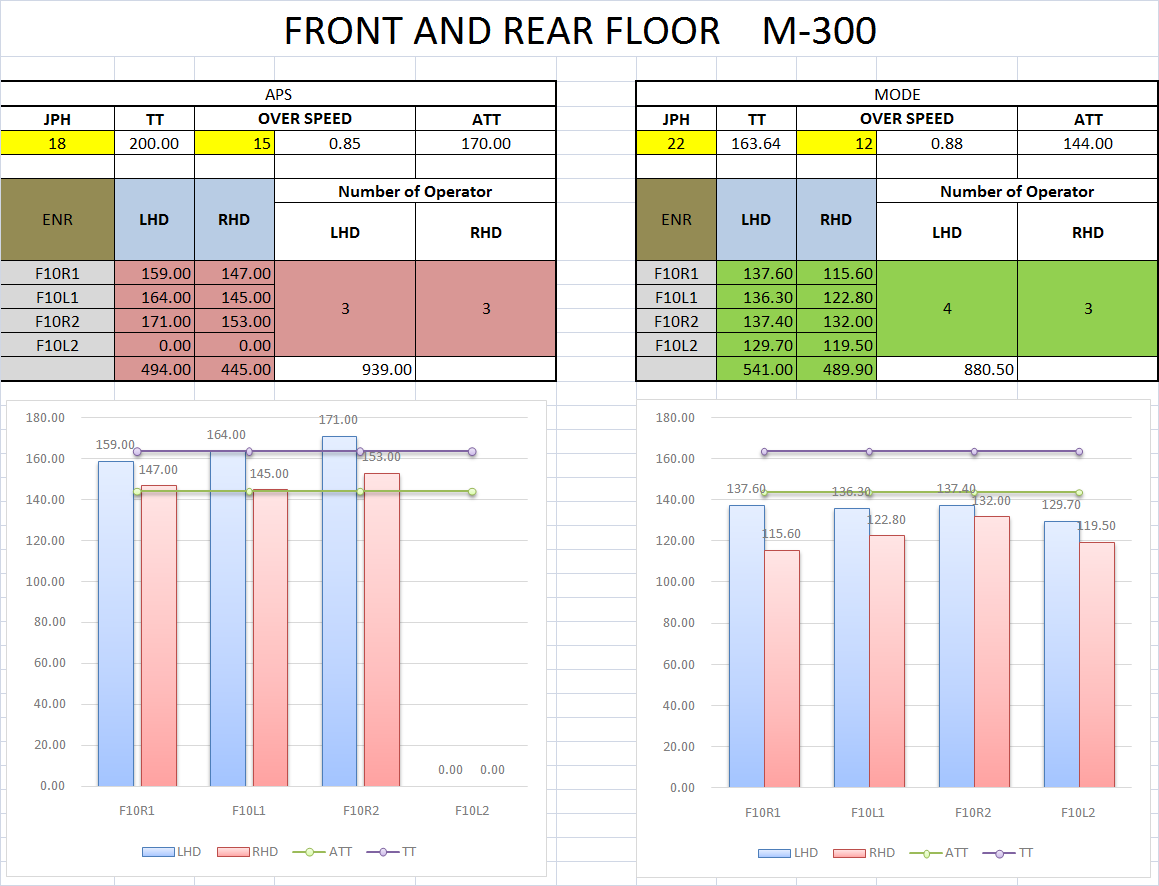 FRONT AND REAR FLOOR M-300
APS
JPH TT OVER SPEED ATT
18 200.00 15 0.85 170.00
ENR LHD RHD Number of Operator
LHD RHD
F10R1 159.00 147.00
F10L1 164.00 145.00
3 3
F10R2 171.00 153.00
F10L2 0.00 0.00
494.00 445.00 939.00
MODE
JPH TT OVER SPEED ATT
22 163.64 12 0.88 144.00
ENR LHD RHD Number of Operator
LHD RHD
F10R1 137.60 115.60
F10L1 136.30 122.80
4 3
F10R2 137.40 132.00
F10L2 129.70 119.50
541.00 489.90 880.50
180.00
160.00
140.00
120.00
100.00
80.00
60.00
40.00
20.00
0.00
159.00 147.00 164.00 145.00 171.00 153.00 0.00 0.00
F10R1 F10L1 F10R2 F10L2
LHD RHD ATT TT
180.00
160.00
140.00
120.00
100.00
80.00
60.00
40.00
20.00
0.00
137.60 115.60 136.30 122.80 137.40 132.00 129.70 119.50
F10R1 F10L1 F10R2 F10L2
LHD RHD ATT TT